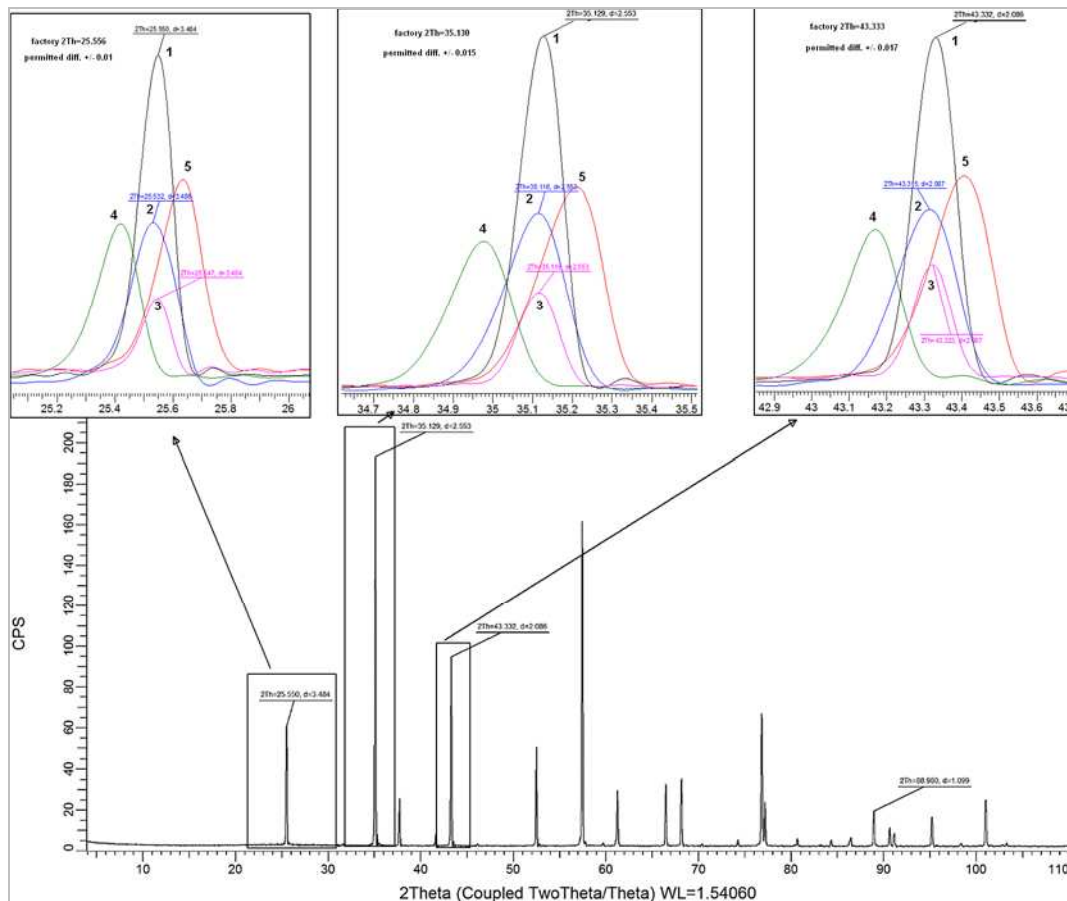 factory 2Th=25.556
permitted diff. +/- 0.01
2Th=25.550, d=3.484
1
5
4
2
2Th=25.532, d=3.486
2Th=25.547, d=3.484
3
25.2 25.4 25.6 25.8 26
factory 2Th=35.130
permitted diff. +/-0.015
2Th=35.129, d=2.553
1
5
2
4
3
34.7 34.8 34.9 35 35.1 35.2 35.3 35.4 35.5
factory 2Th=43.333
permitted diff. +/-0.017
2Th=43.332, d=2.086
1
5
2
4
3
42.9 43 43.1 43.2 43.3 43.4 43.5 43.6
CPS
200
180
160
140
120
100
80
60
40
20
0
2Th=35.129, d=2.553
2Th=43.332, d=2.086
2Th=25.550, d=3.484
10 20 30 40 50 60 70 80 90 100 110
2Theta (Coupled TwoTheta/Theta) WL=1.54060